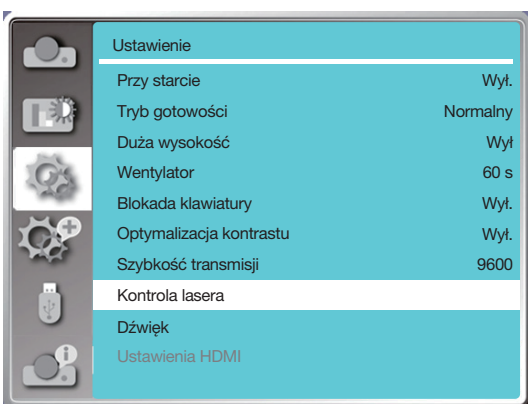 Ustawienie
Przy starcie Wył.
Tryb gotowości Normalny
Duża wysokość Wył
Wentylator 60 s
Blokada klawiatury Wył.
Optymalizacja kontrastu Wył.
Szybkość transmisji 9600
Kontrola lasera
Dźwięk
Ustawienia HDMI